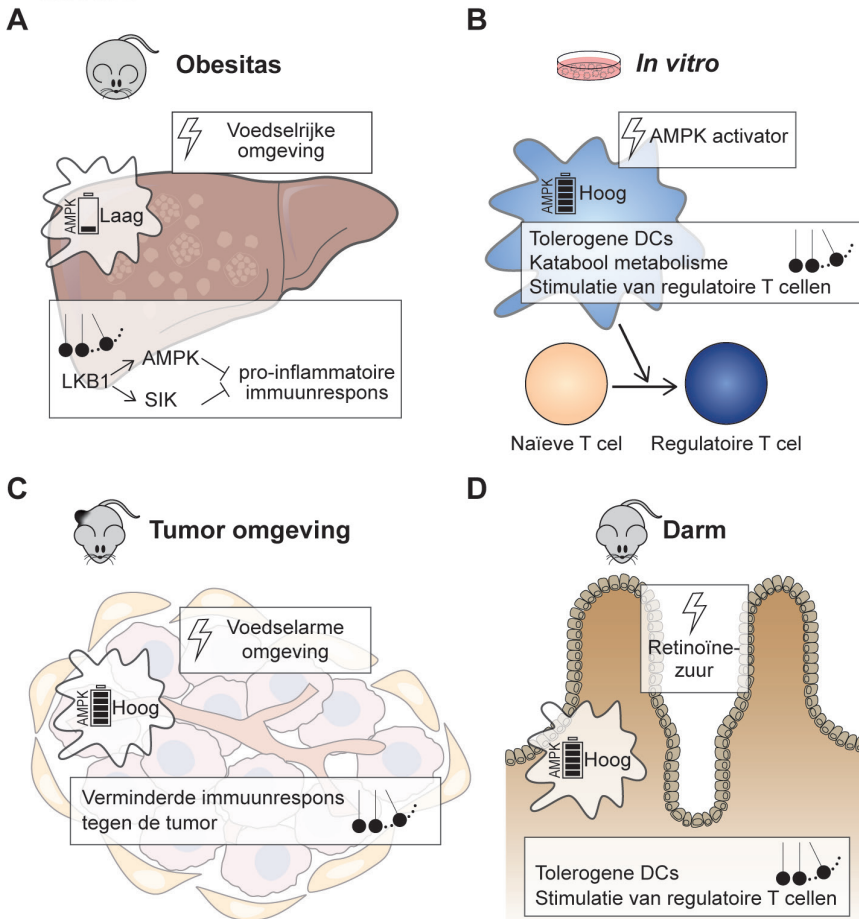 A
Obesitas
Voedselrijke
omgeving
AMPK
Laag
LKB1
AMPK
SIK
pro-inflammatoire
immuunrespons
B
In vitro
AMPK activator
AMPK
Hoog
Tolerogene DCs
Katabool metabolisme
Stimulatie van regulatoire T cellen
Naïeve T cel
Regulatoire T cel
C
Tumor omgeving
Voedselarme
omgeving
AMPK
Hoog
Verminderde immuunrespons
tegen de tumor
D
Darm
Retinoïne-
zuur
AMPK
Hoog
Tolerogene DCs
Stimulatie van regulatoire T cellen